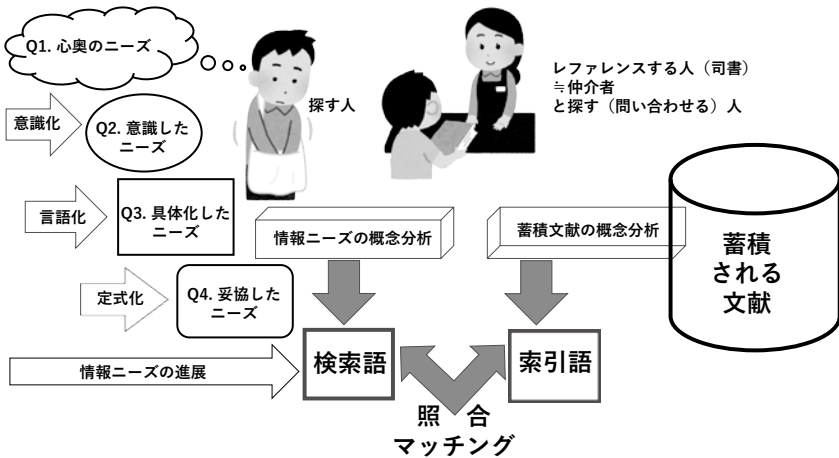 Q1. 心奥のニーズ
探す人
レファレンスする人（司書）
≒仲介者
と探す（問い合わせる）人
意識化
Q2. 意識した
ニーズ
言語化
Q3. 具体化した
ニーズ
情報ニーズの概念分析
蓄積文献の概念分析
蓄積
される
文献
定式化
Q4. 妥協した
ニーズ
情報ニーズの進展
検索語
索引語
照 合
マッチング